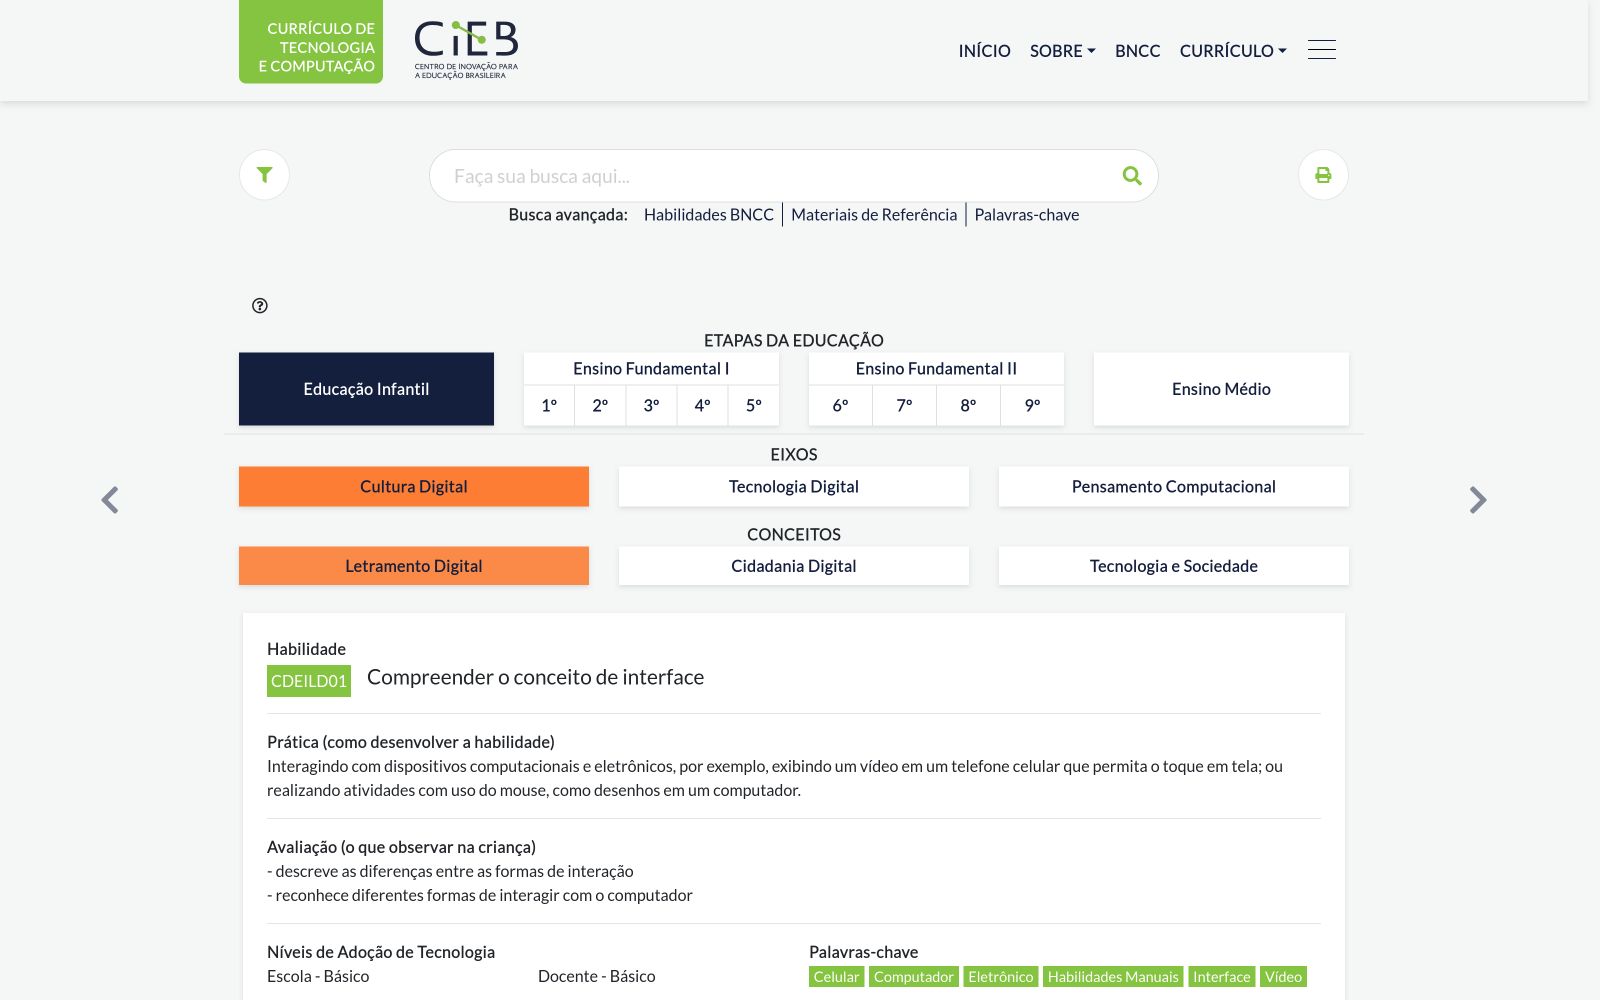 CURRÍCULO DE
TECNOLOGIA
E COMPUTAÇÃO
CiEB
CENTRO DE INOVAÇÃO PARA
A EDUCAÇÃO BRASILEIRA
INÍCIO SOBRE BNCC CURRÍCULO
Faça sua busca aqui...
Busca avançada: Habilidades BNCC Materiais de Referência Palavras-chave
ETAPAS DA EDUCAÇÃO
Educação Infantil
Ensino Fundamental I
1º 2º 3º 4º 5º
Ensino Fundamental II
6º 7º 8º 9º
Ensino Médio
EIXOS
Cultura Digital Tecnologia Digital Pensamento Computacional
CONCEITOS
Letramento Digital Cidadania Digital Tecnologia e Sociedade
Habilidade
CDEILD01 Compreender o conceito de interface
Prática (como desenvolver a habilidade)
Interagindo com dispositivos computacionais e eletrônicos, por exemplo, exibindo um vídeo em um telefone celular que permita o toque em tela; ou
realizando atividades com uso do mouse, como desenhos em um computador.
Avaliação (o que observar na criança)
- descreve as diferenças entre as formas de interação
- reconhece diferentes formas de interagir com o computador
Níveis de Adoção de Tecnologia
Escola - Básico Docente - Básico
Palavras-chave
Celular Computador Eletrônico Habilidades Manuais Interface Vídeo